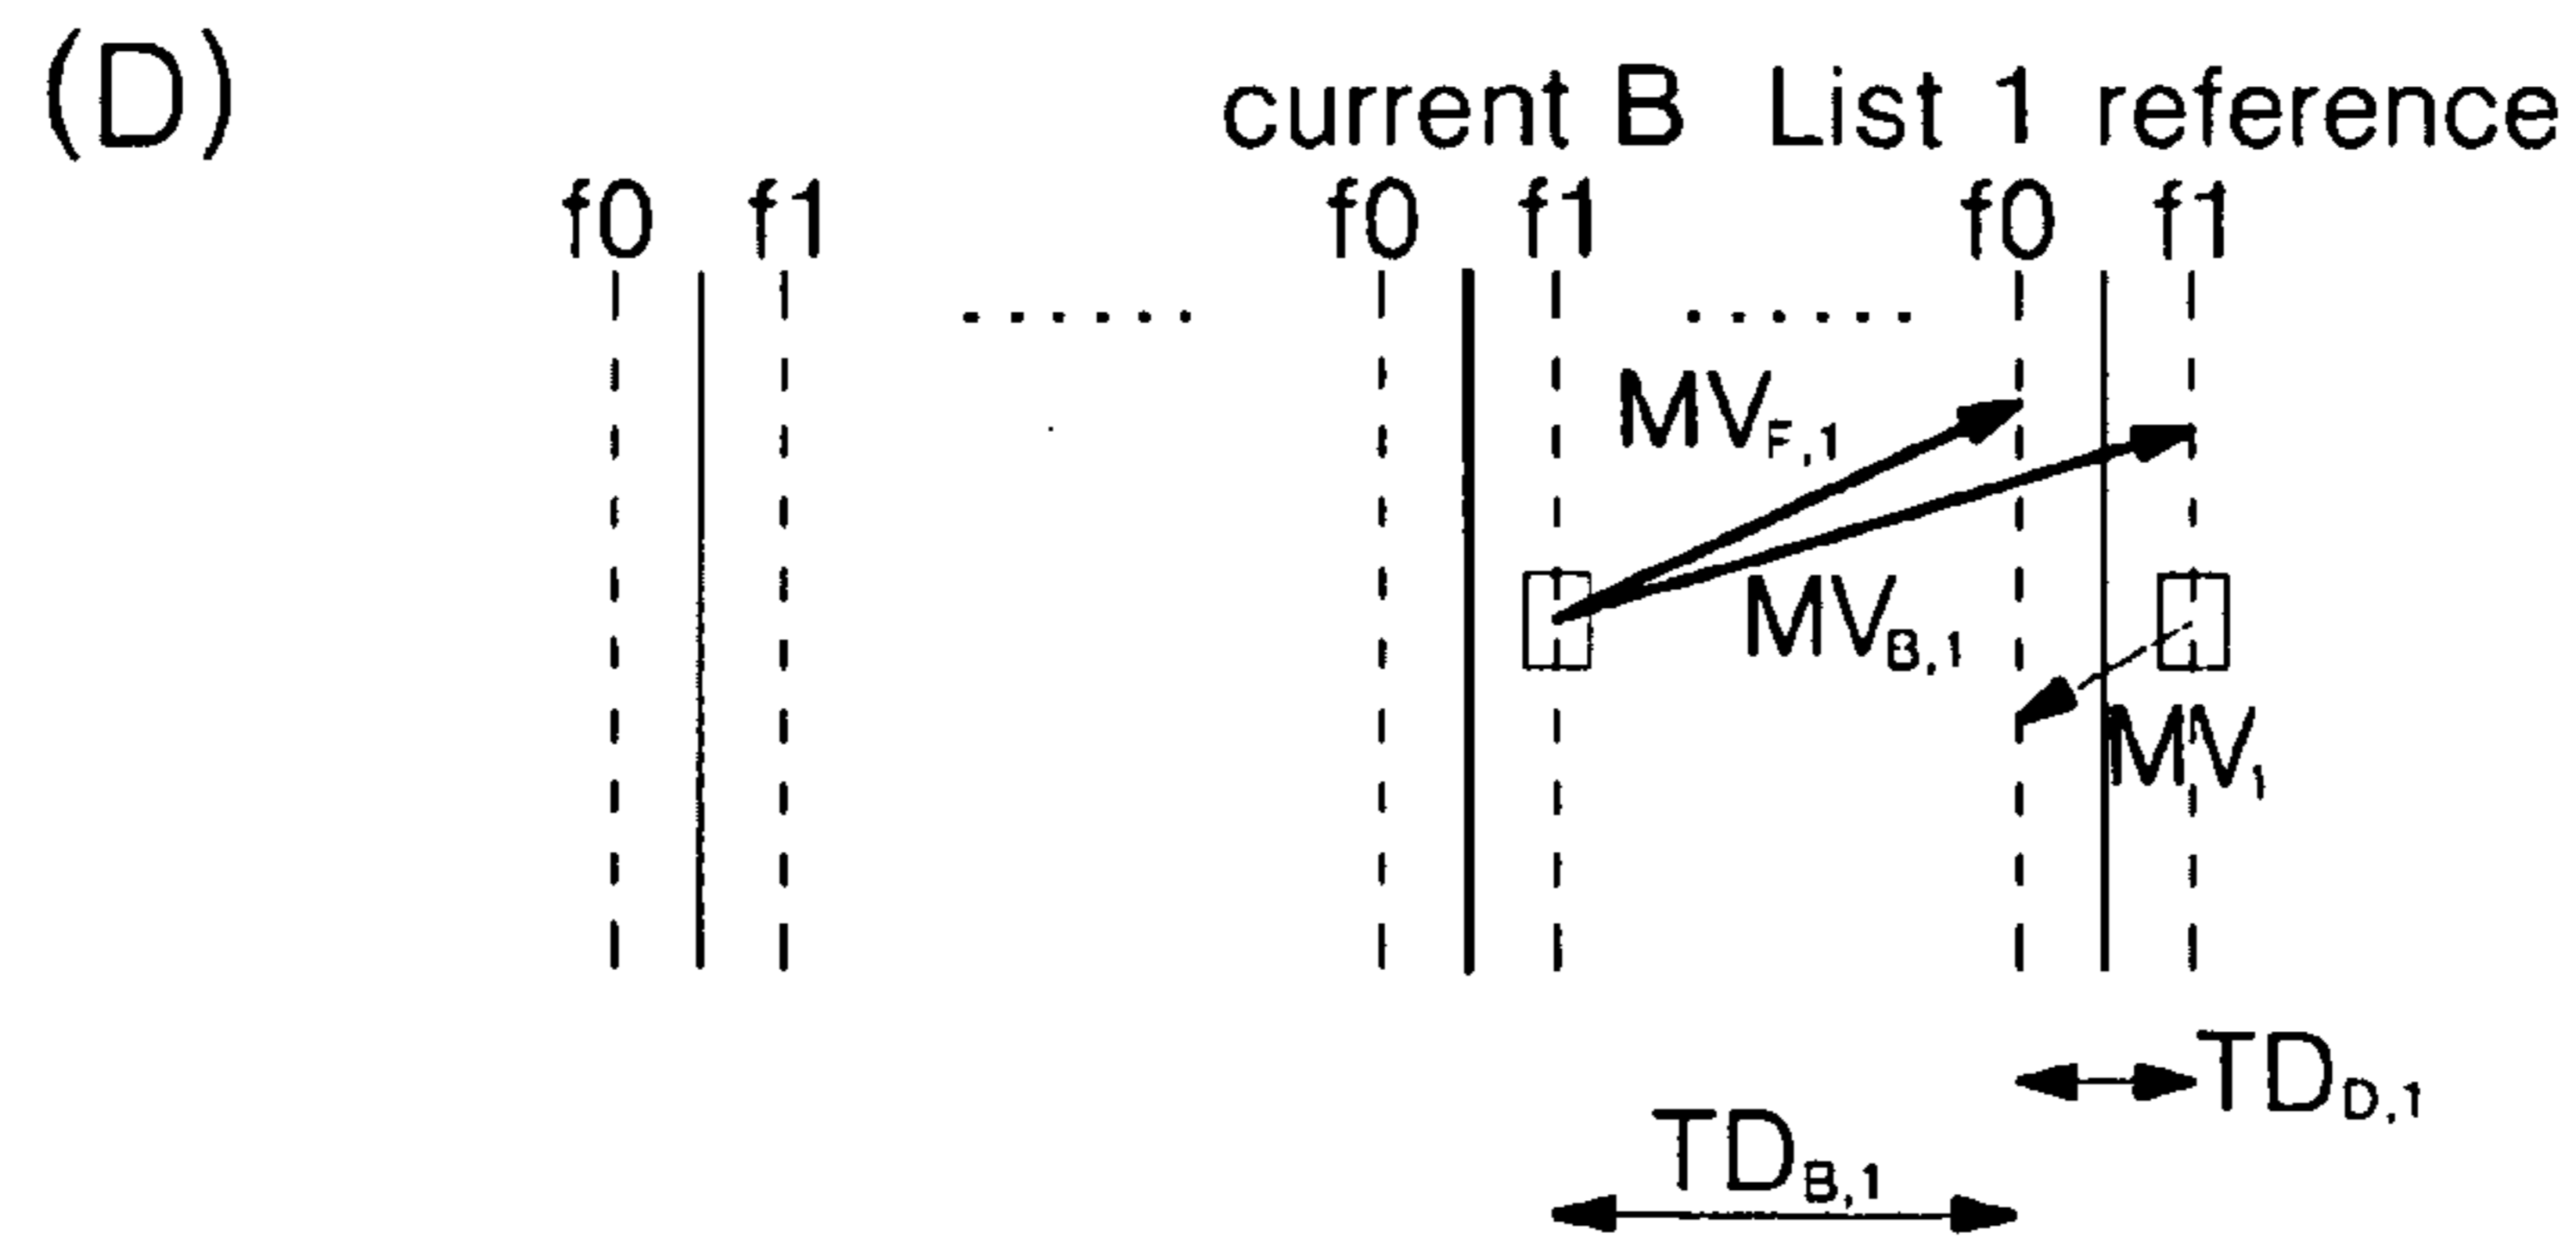 (D)
current B List 1 reference
f0 f1 f0 f1 f0 f1
MVF,1
MVB,1
MV1
TDD,1
TDB,1